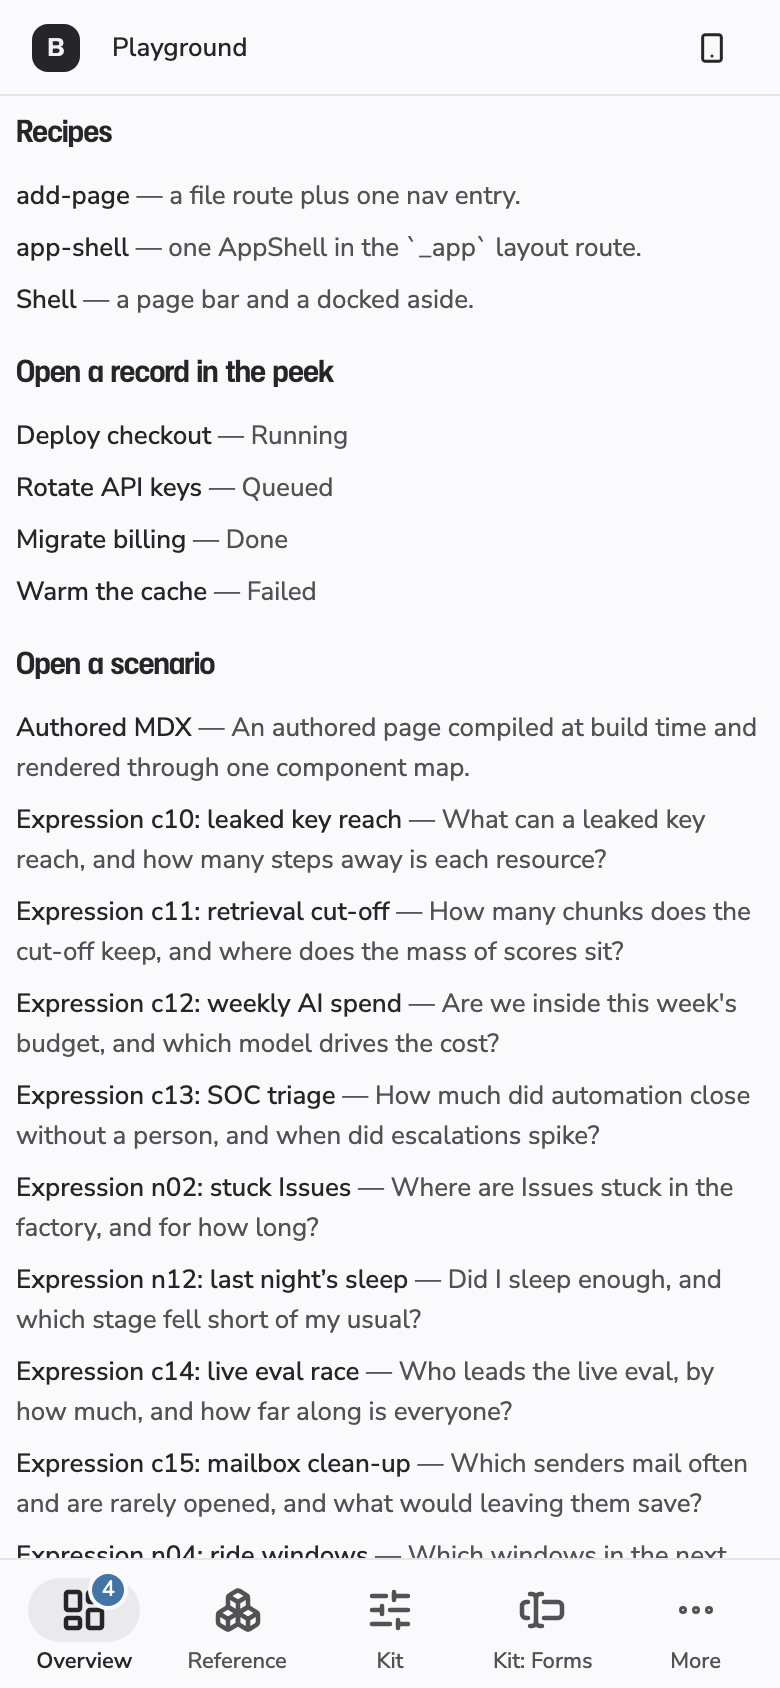 B Playground
Recipes
add-page — a file route plus one nav entry.
app-shell — one AppShell in the `_app` layout route.
Shell — a page bar and a docked aside.
Open a record in the peek
Deploy checkout — Running
Rotate API keys — Queued
Migrate billing — Done
Warm the cache — Failed
Open a scenario
Authored MDX — An authored page compiled at build time and
rendered through one component map.
Expression c10: leaked key reach — What can a leaked key
reach, and how many steps away is each resource?
Expression c11: retrieval cut-off — How many chunks does the
cut-off keep, and where does the mass of scores sit?
Expression c12: weekly AI spend — Are we inside this week's
budget, and which model drives the cost?
Expression c13: SOC triage — How much did automation close
without a person, and when did escalations spike?
Expression n02: stuck Issues — Where are Issues stuck in the
factory, and for how long?
Expression n12: last night’s sleep — Did I sleep enough, and
which stage fell short of my usual?
Expression c14: live eval race — Who leads the live eval, by
how much, and how far along is everyone?
Expression c15: mailbox clean-up — Which senders mail often
and are rarely opened, and what would leaving them save?
Expression n04: ride windows — Which windows in the next
4
Overview Reference Kit Kit: Forms More